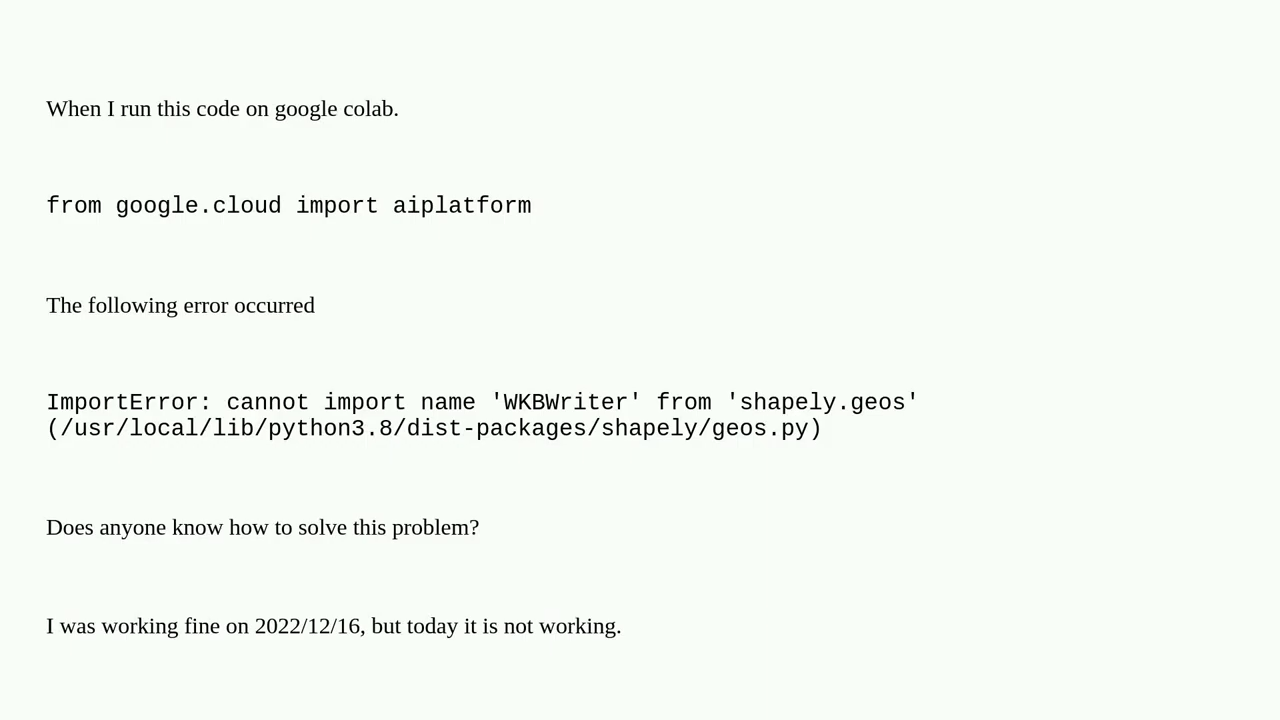 When I run this code on google colab.
from google.cloud import aiplatform
The following error occurred
ImportError: cannot import name 'WKBWriter' from 'shapely.geos'
(/usr/local/lib/python3.8/dist-packages/shapely/geos.py)
Does anyone know how to solve this problem?
I was working fine on 2022/12/16, but today it is not working.